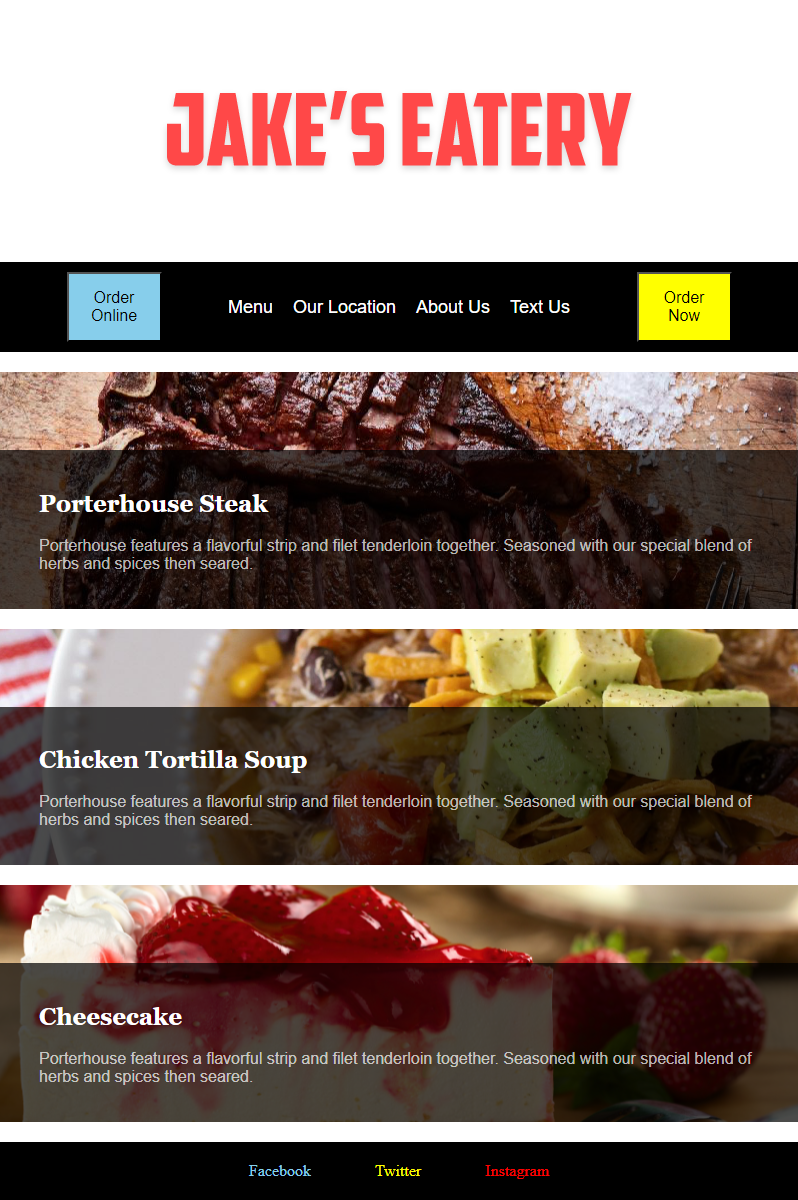 JAKE'S EATERY
Order
Online
Menu Our Location About Us Text Us
Order
Now
Porterhouse Steak
Porterhouse features a flavorful strip and filet tenderloin together. Seasoned with our special blend of
herbs and spices then seared.
Chicken Tortilla Soup
Porterhouse features a flavorful strip and filet tenderloin together. Seasoned with our special blend of
herbs and spices then seared.
Cheesecake
Porterhouse features a flavorful strip and filet tenderloin together. Seasoned with our special blend of
herbs and spices then seared.
Facebook Twitter Instagram